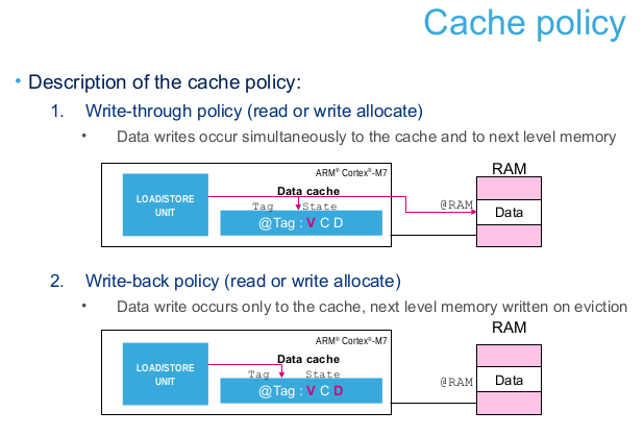 Cache policy
• Description of the cache policy:
1. Write-through policy (read or write allocate)
• Data writes occur simultaneously to the cache and to next level memory
ARM® Cortex®-M7
RAM
Data cache
LOAD/STORE
UNIT
Tag State
@RAM
@Tag : V C D
Data
2. Write-back policy (read or write allocate)
• Data write occurs only to the cache, next level memory written on eviction
RAM
ARM® Cortex®-M7
Data cache
LOAD/STORE
UNIT
Tag State
@RAM
Data
@Tag : V C D